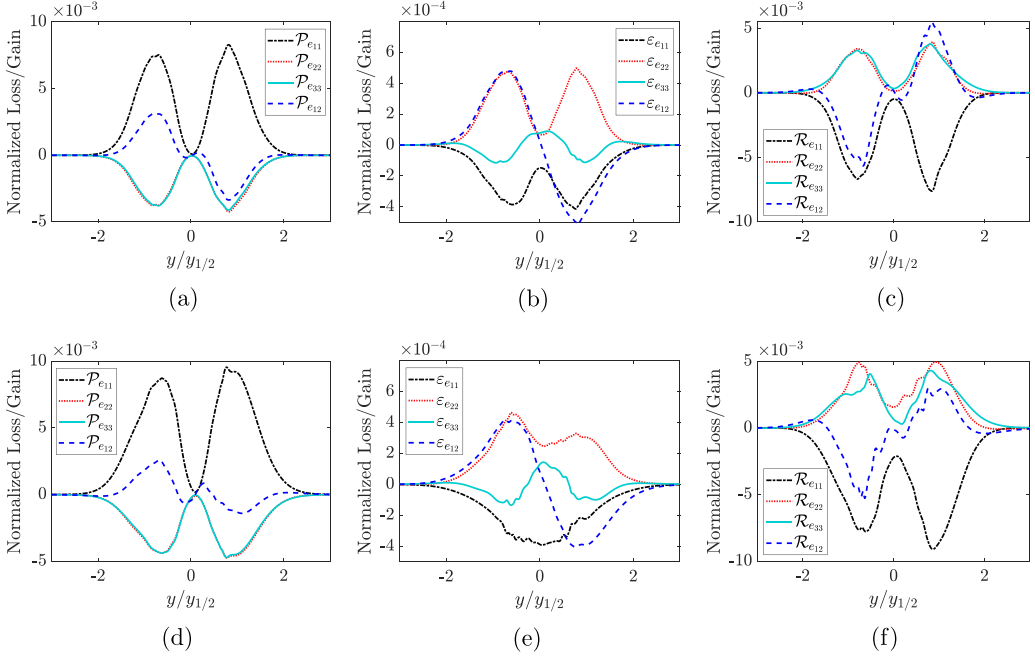 ×10⁻³
Normalized Loss/Gain
10
5
0
-5
-2
0
2
y/y₁/₂
𝒫ₑ₁₁
𝒫ₑ₂₂
𝒫ₑ₃₃
𝒫ₑ₁₂
(a)
×10⁻⁴
Normalized Loss/Gain
6
4
2
0
-2
-4
-2
0
2
y/y₁/₂
εₑ₁₁
εₑ₂₂
εₑ₃₃
εₑ₁₂
(b)
×10⁻³
Normalized Loss/Gain
5
0
-5
-10
-2
0
2
y/y₁/₂
ℛₑ₁₁
ℛₑ₂₂
ℛₑ₃₃
ℛₑ₁₂
(c)
×10⁻³
Normalized Loss/Gain
10
5
0
-5
-2
0
2
y/y₁/₂
𝒫ₑ₁₁
𝒫ₑ₂₂
𝒫ₑ₃₃
𝒫ₑ₁₂
(d)
×10⁻⁴
Normalized Loss/Gain
6
4
2
0
-2
-4
-2
0
2
y/y₁/₂
εₑ₁₁
εₑ₂₂
εₑ₃₃
εₑ₁₂
(e)
×10⁻³
Normalized Loss/Gain
5
0
-5
-10
-2
0
2
y/y₁/₂
ℛₑ₁₁
ℛₑ₂₂
ℛₑ₃₃
ℛₑ₁₂
(f)